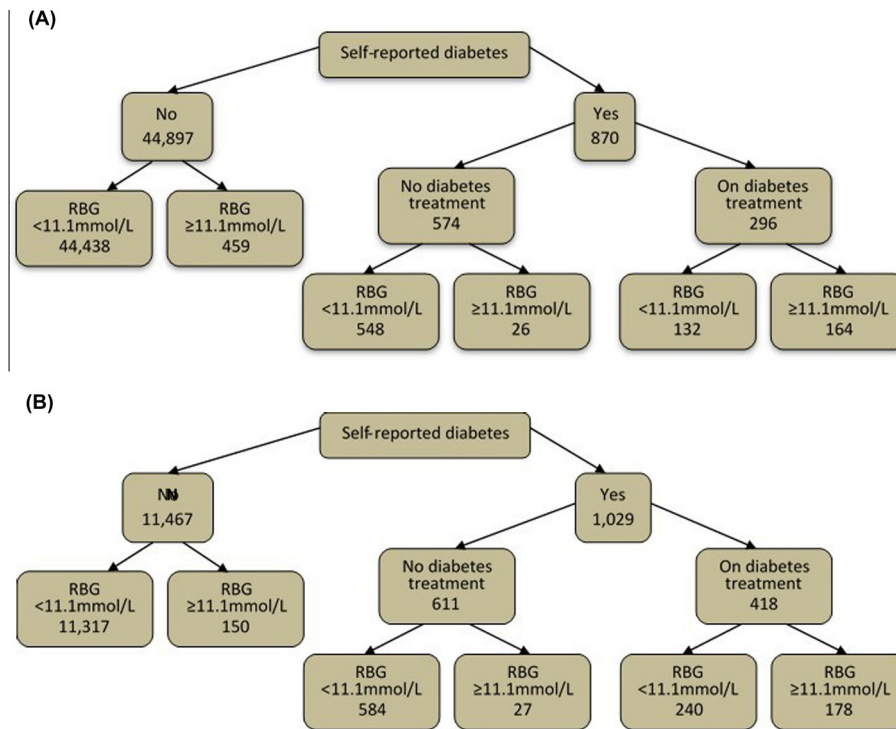 (A)
Self-reported diabetes
No
44,897
Yes
870
RBG
<11.1mmol/L
44,438
RBG
≥11.1mmol/L
459
No diabetes
treatment
574
On diabetes
treatment
296
RBG
<11.1mmol/L
548
RBG
≥11.1mmol/L
26
RBG
<11.1mmol/L
132
RBG
≥11.1mmol/L
164
(B)
Self-reported diabetes
11,467
Yes
1,029
RBG
<11.1mmol/L
11,317
RBG
≥11.1mmol/L
150
No diabetes
treatment
611
On diabetes
treatment
418
RBG
<11.1mmol/L
584
RBG
≥11.1mmol/L
27
RBG
<11.1mmol/L
240
RBG
≥11.1mmol/L
178